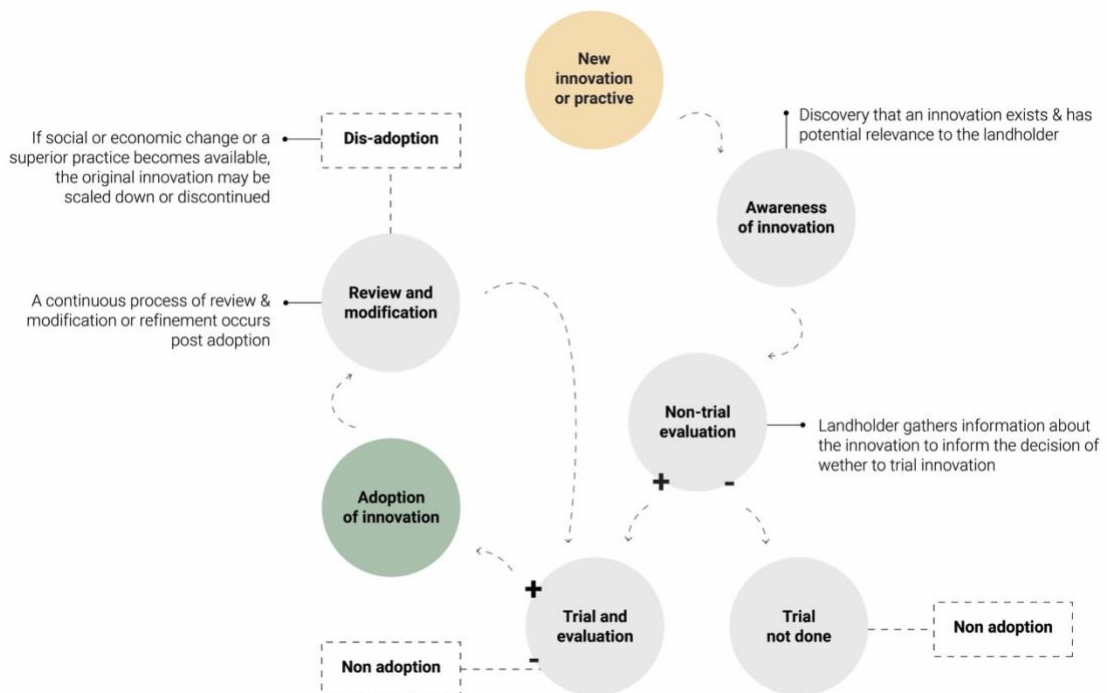 New
innovation
or practive
Discovery that an innovation exists & has
potential relevance to the landholder
Awareness
of innovation
Dis-adoption
If social or economic change or a
superior practice becomes available,
the original innovation may be
scaled down or discontinued
Review and
modification
A continuous process of review &
modification or refinement occurs
post adoption
Non-trial
evaluation
+ -
Landholder gathers information about
the innovation to inform the decision of
wether to trial innovation
Adoption
of innovation
+
Trial and
evaluation
-
Non adoption
Trial
not done
Non adoption